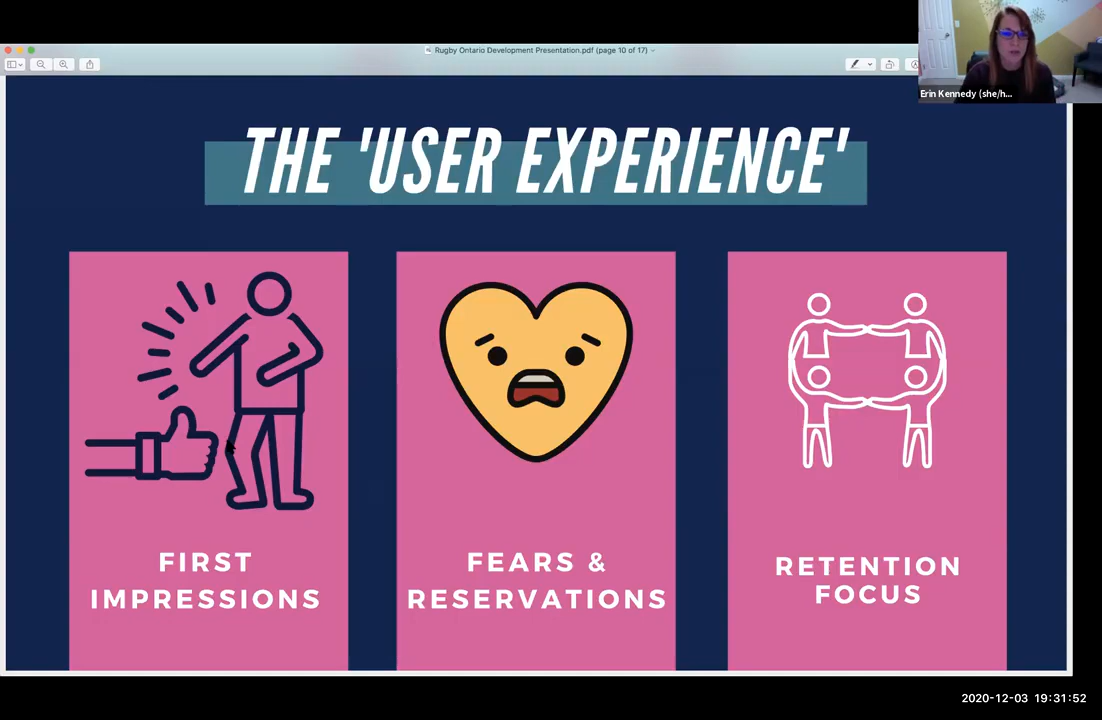 Rugby Ontario Development Presentation.pdf (page 10 of 17)
Erin Kennedy (she/h...
THE 'USER EXPERIENCE'
FIRST
IMPRESSIONS
FEARS &
RESERVATIONS
RETENTION
FOCUS
2020-12-03 19:31:52